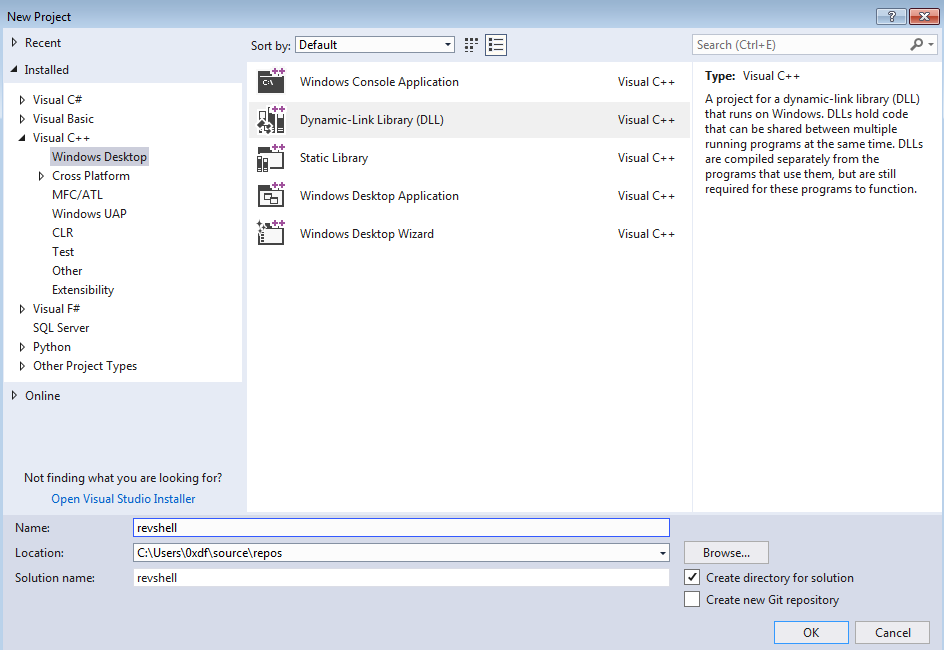 New Project
Recent
Installed
Visual C#
Visual Basic
Visual C++
Windows Desktop
Cross Platform
MFC/ATL
Windows UAP
CLR
Test
Other
Extensibility
Visual F#
SQL Server
Python
Other Project Types
Online
Not finding what you are looking for?
Open Visual Studio Installer
Sort by: Default
Windows Console Application Visual C++
Dynamic-Link Library (DLL) Visual C++
Static Library Visual C++
Windows Desktop Application Visual C++
Windows Desktop Wizard Visual C++
Search (Ctrl+E)
Type: Visual C++
A project for a dynamic-link library (DLL)
that runs on Windows. DLLs hold code
that can be shared between multiple
running programs at the same time. DLLs
are compiled separately from the
programs that use them, but are still
required for these programs to function.
Name: revshell
Location: C:\Users\0xdf\source\repos
Browse...
Solution name: revshell
Create directory for solution
Create new Git repository
OK
Cancel